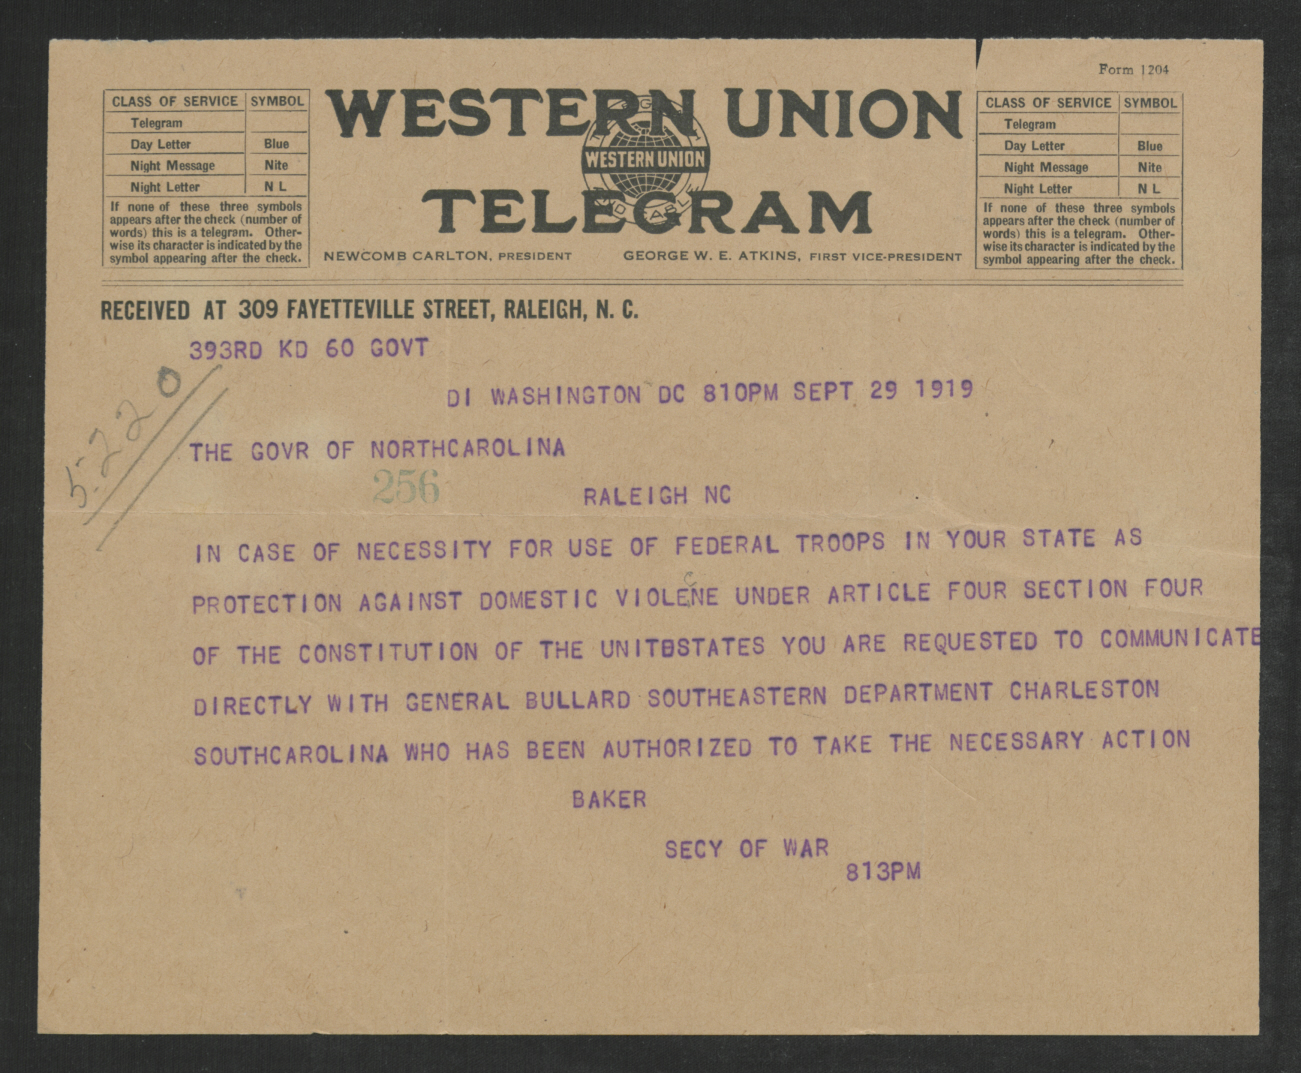 Form 1204
CLASS OF SERVICE SYMBOL
Telegram
Day Letter Blue
Night Message Nite
Night Letter N L
If none of these three symbols
appears after the check (number of
words) this is a telegram. Other-
wise its character is indicated by the
symbol appearing after the check.
WESTERN UNION
WESTERN UNION
TELEGRAM
NEWCOMB CARLTON, PRESIDENT GEORGE W. E. ATKINS, FIRST VICE-PRESIDENT
CLASS OF SERVICE SYMBOL
Telegram
Day Letter Blue
Night Message Nite
Night Letter N L
If none of these three symbols
appears after the check (number of
words) this is a telegram. Other-
wise its character is indicated by the
symbol appearing after the check.
RECEIVED AT 309 FAYETTEVILLE STREET, RALEIGH, N. C.
393RD KD 60 GOVT
DI WASHINGTON DC 810PM SEPT 29 1919
THE GOVR OF NORTHCAROLINA
256
RALEIGH NC
IN CASE OF NECESSITY FOR USE OF FEDERAL TROOPS IN YOUR STATE AS
PROTECTION AGAINST DOMESTIC VIOLENE UNDER ARTICLE FOUR SECTION FOUR
OF THE CONSTITUTION OF THE UNITDSTATES YOU ARE REQUESTED TO COMMUNICATE
DIRECTLY WITH GENERAL BULLARD SOUTHEASTERN DEPARTMENT CHARLESTON
SOUTHCAROLINA WHO HAS BEEN AUTHORIZED TO TAKE THE NECESSARY ACTION
BAKER
SECY OF WAR
813PM